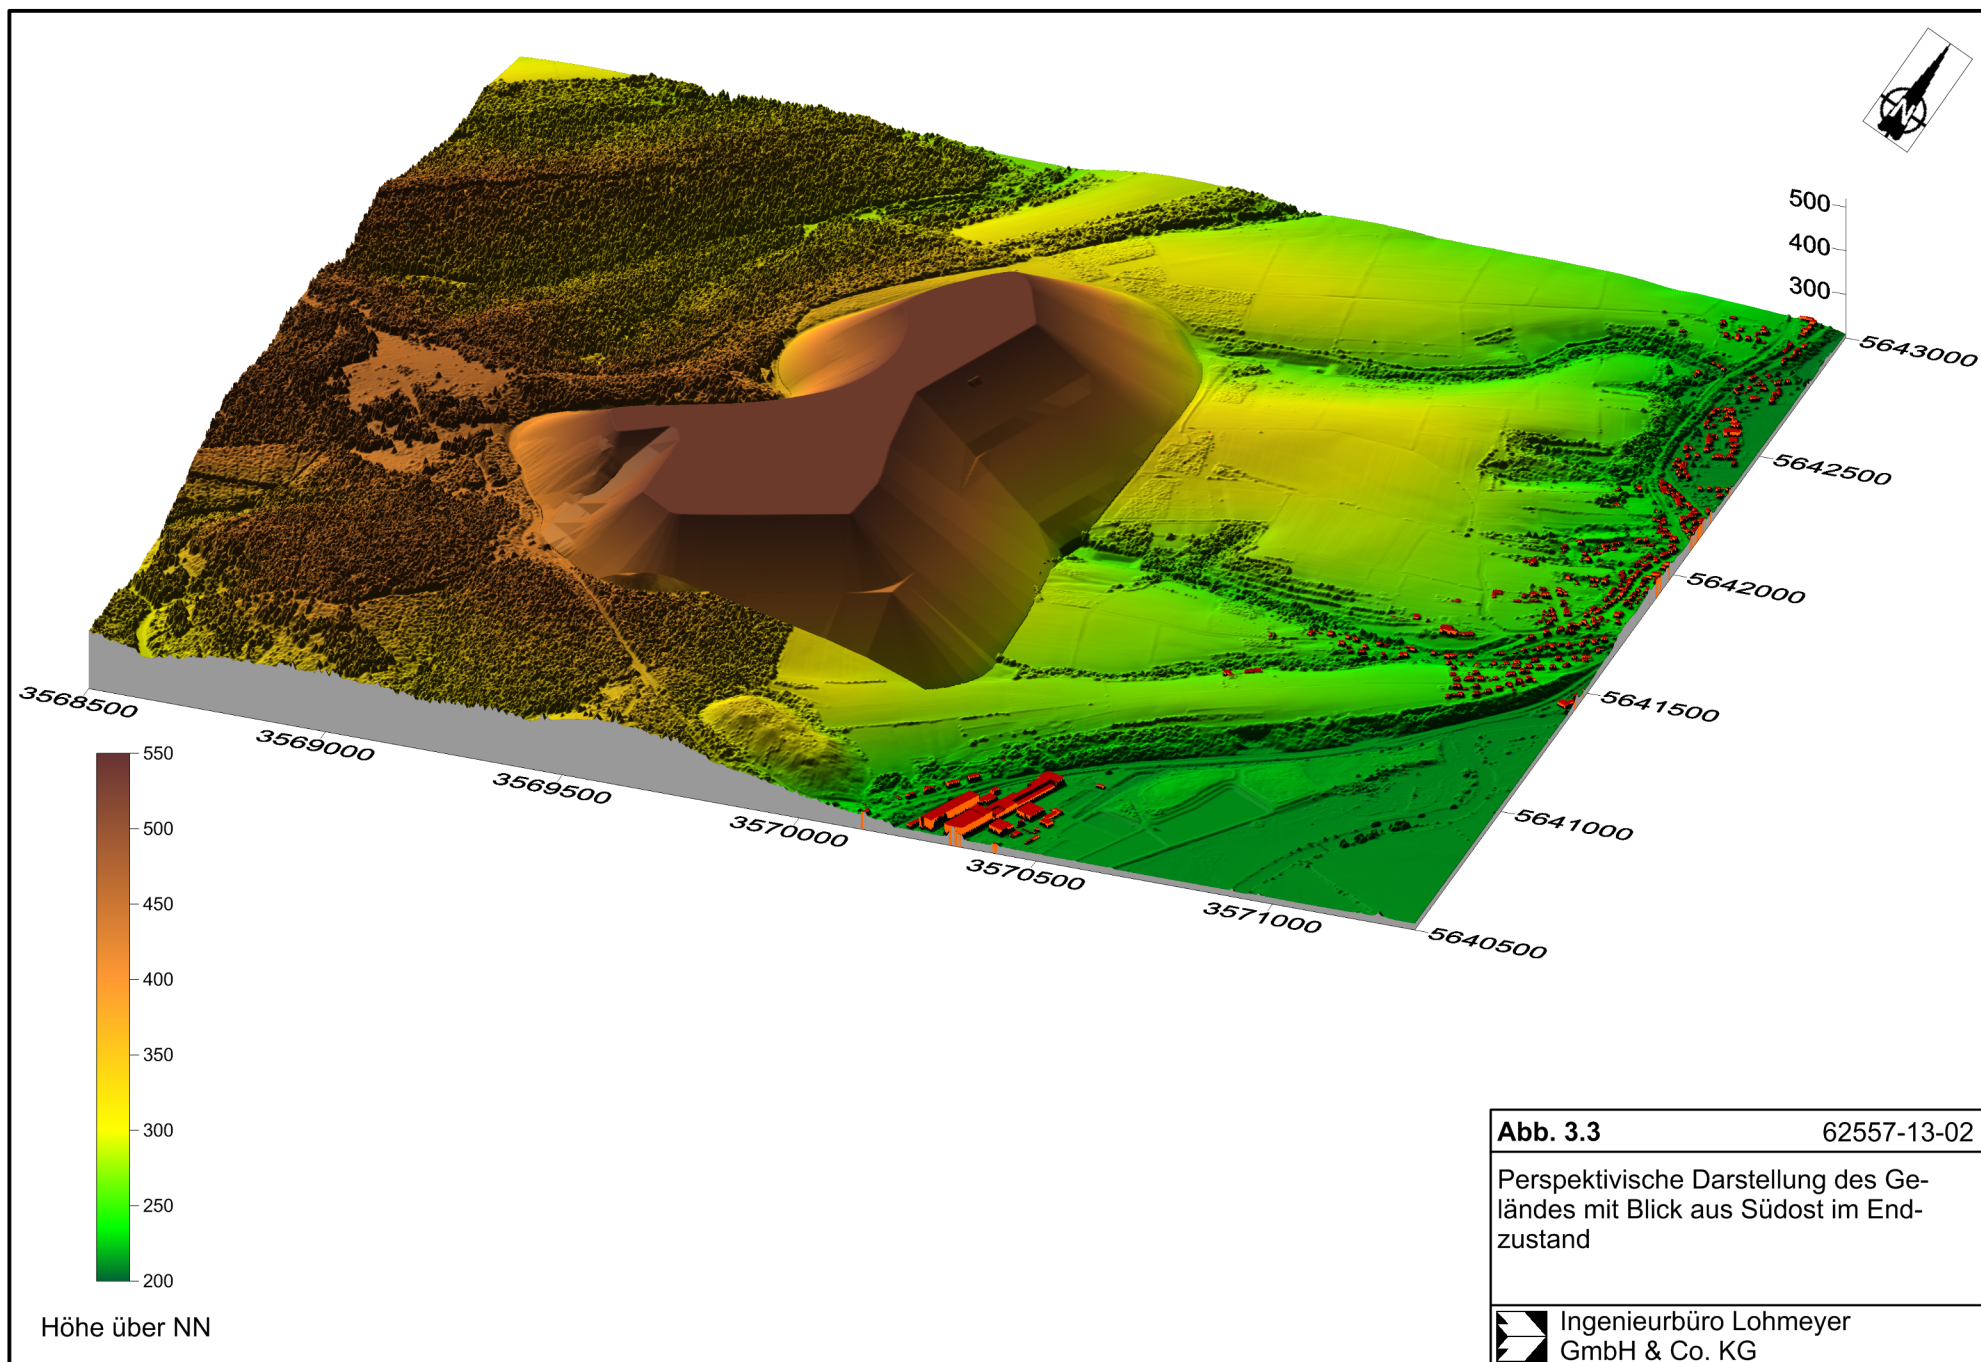 N
500
400
300
5643000
5642500
5642000
5641500
5641000
5640500
3568500
3569000
3569500
3570000
3570500
3571000
550
500
450
400
350
300
250
200
Höhe über NN
Abb. 3.3 62557-13-02
Perspektivische Darstellung des Ge-
ländes mit Blick aus Südost im End-
zustand
Ingenieurbüro Lohmeyer
GmbH & Co. KG